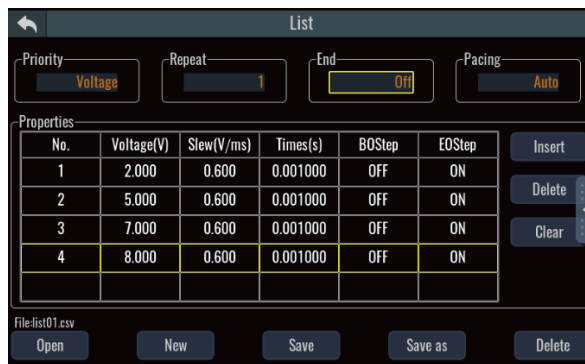 List
Priority Repeat End Pacing
Voltage 1 Off Auto
Properties
No. Voltage(V) Slew(V/ms) Times(s) BOStep EOStep
1 2.000 0.600 0.001000 OFF ON
2 5.000 0.600 0.001000 OFF ON
3 7.000 0.600 0.001000 OFF ON
4 8.000 0.600 0.001000 OFF ON
Insert
Delete
Clear
File:list01.csv
Open New Save Save as Delete